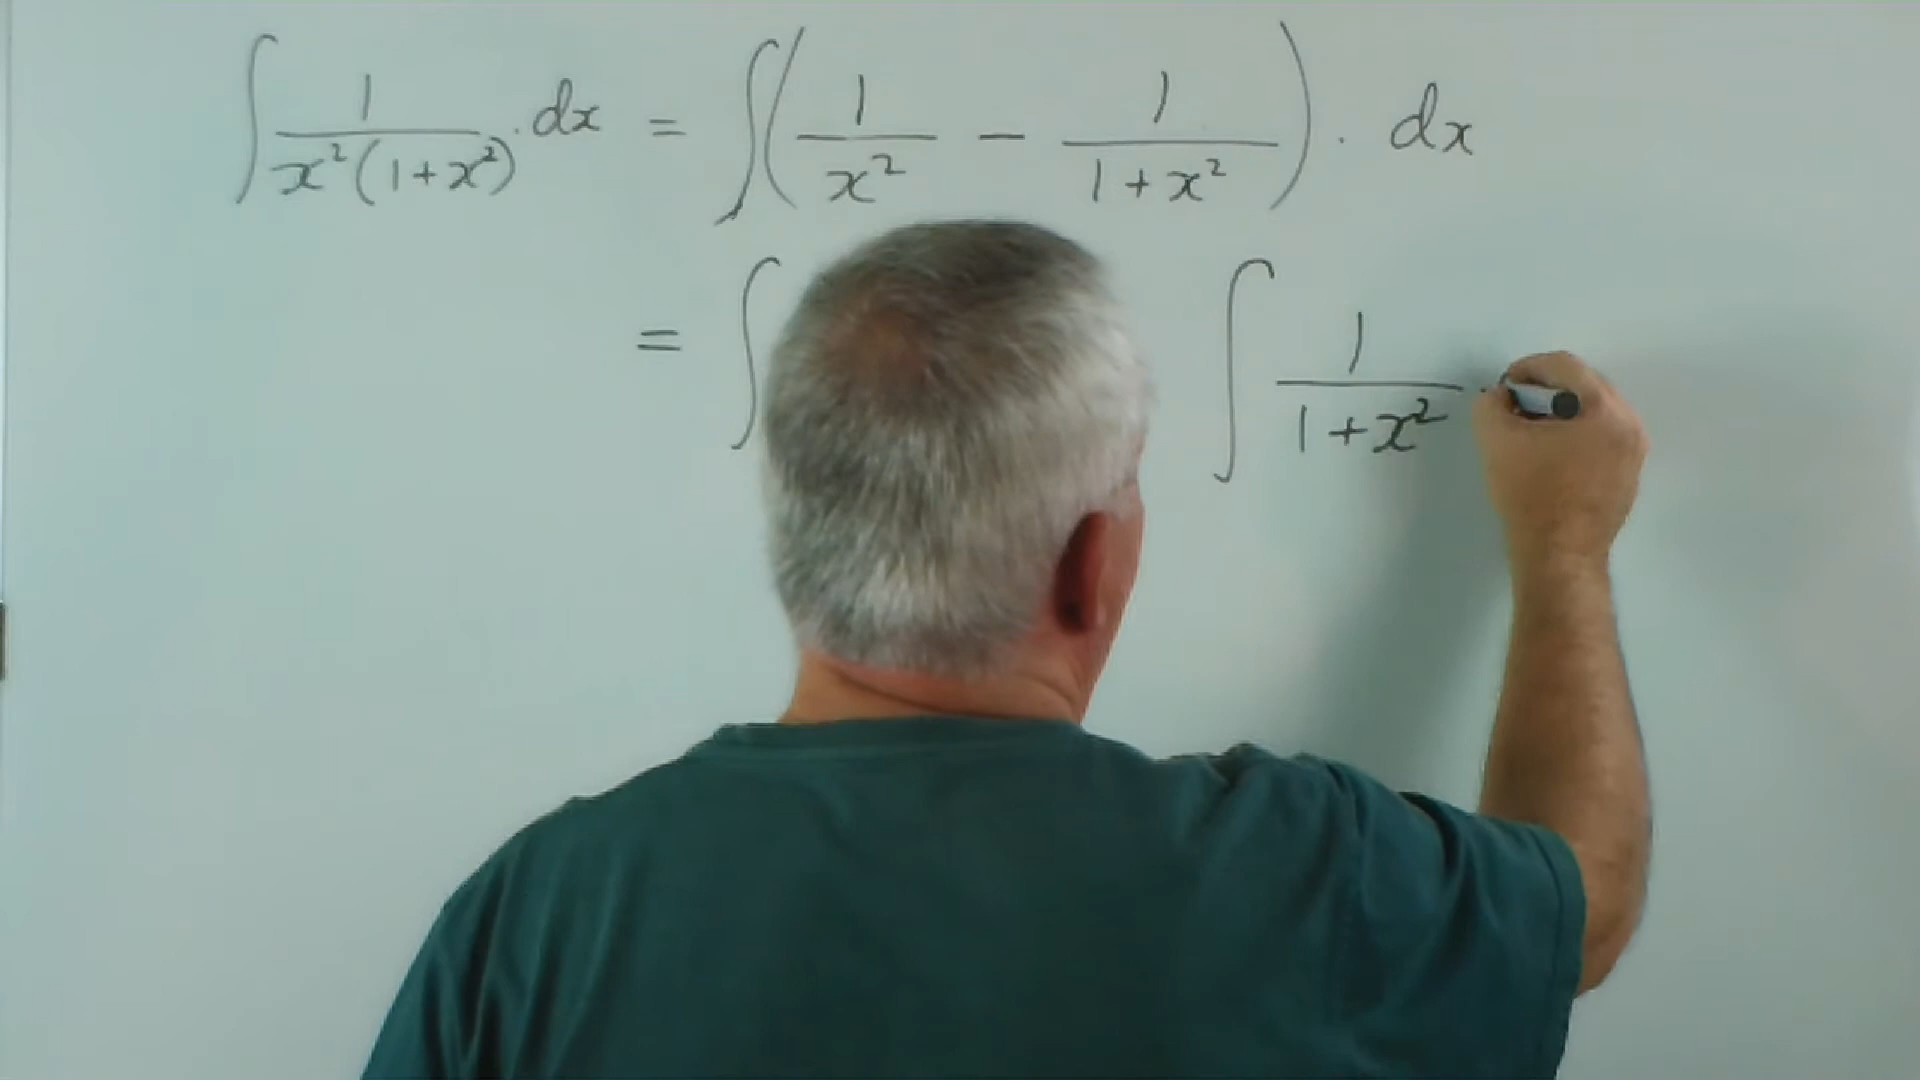 ∫ 1/(x²(1+x²)) . dx = ∫ (1/x² − 1/(1+x²)) . dx
= ∫ ∫ 1/(1+x²) .